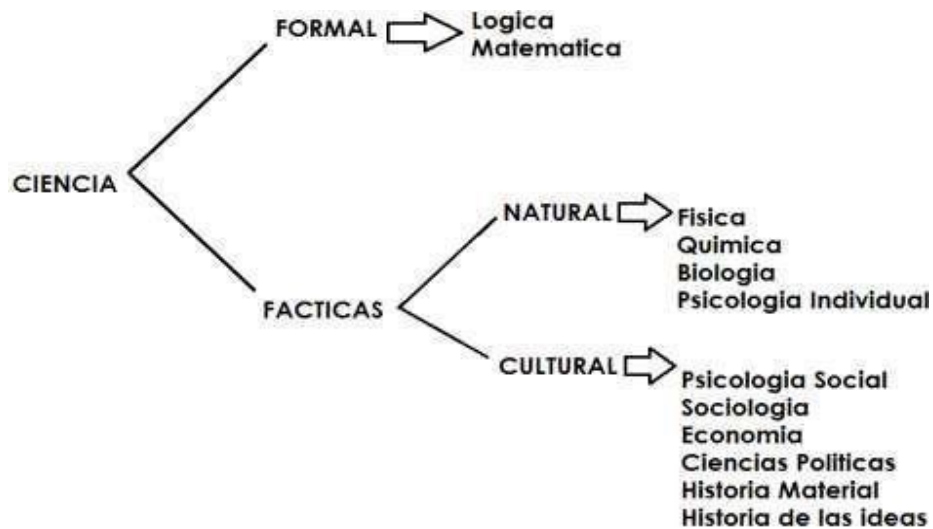 FORMAL
Logica
Matematica
CIENCIA
NATURAL
Fisica
Quimica
Biologia
Psicologia Individual
FACTICAS
CULTURAL
Psicologia Social
Sociologia
Economia
Ciencias Politicas
Historia Material
Historia de las ideas